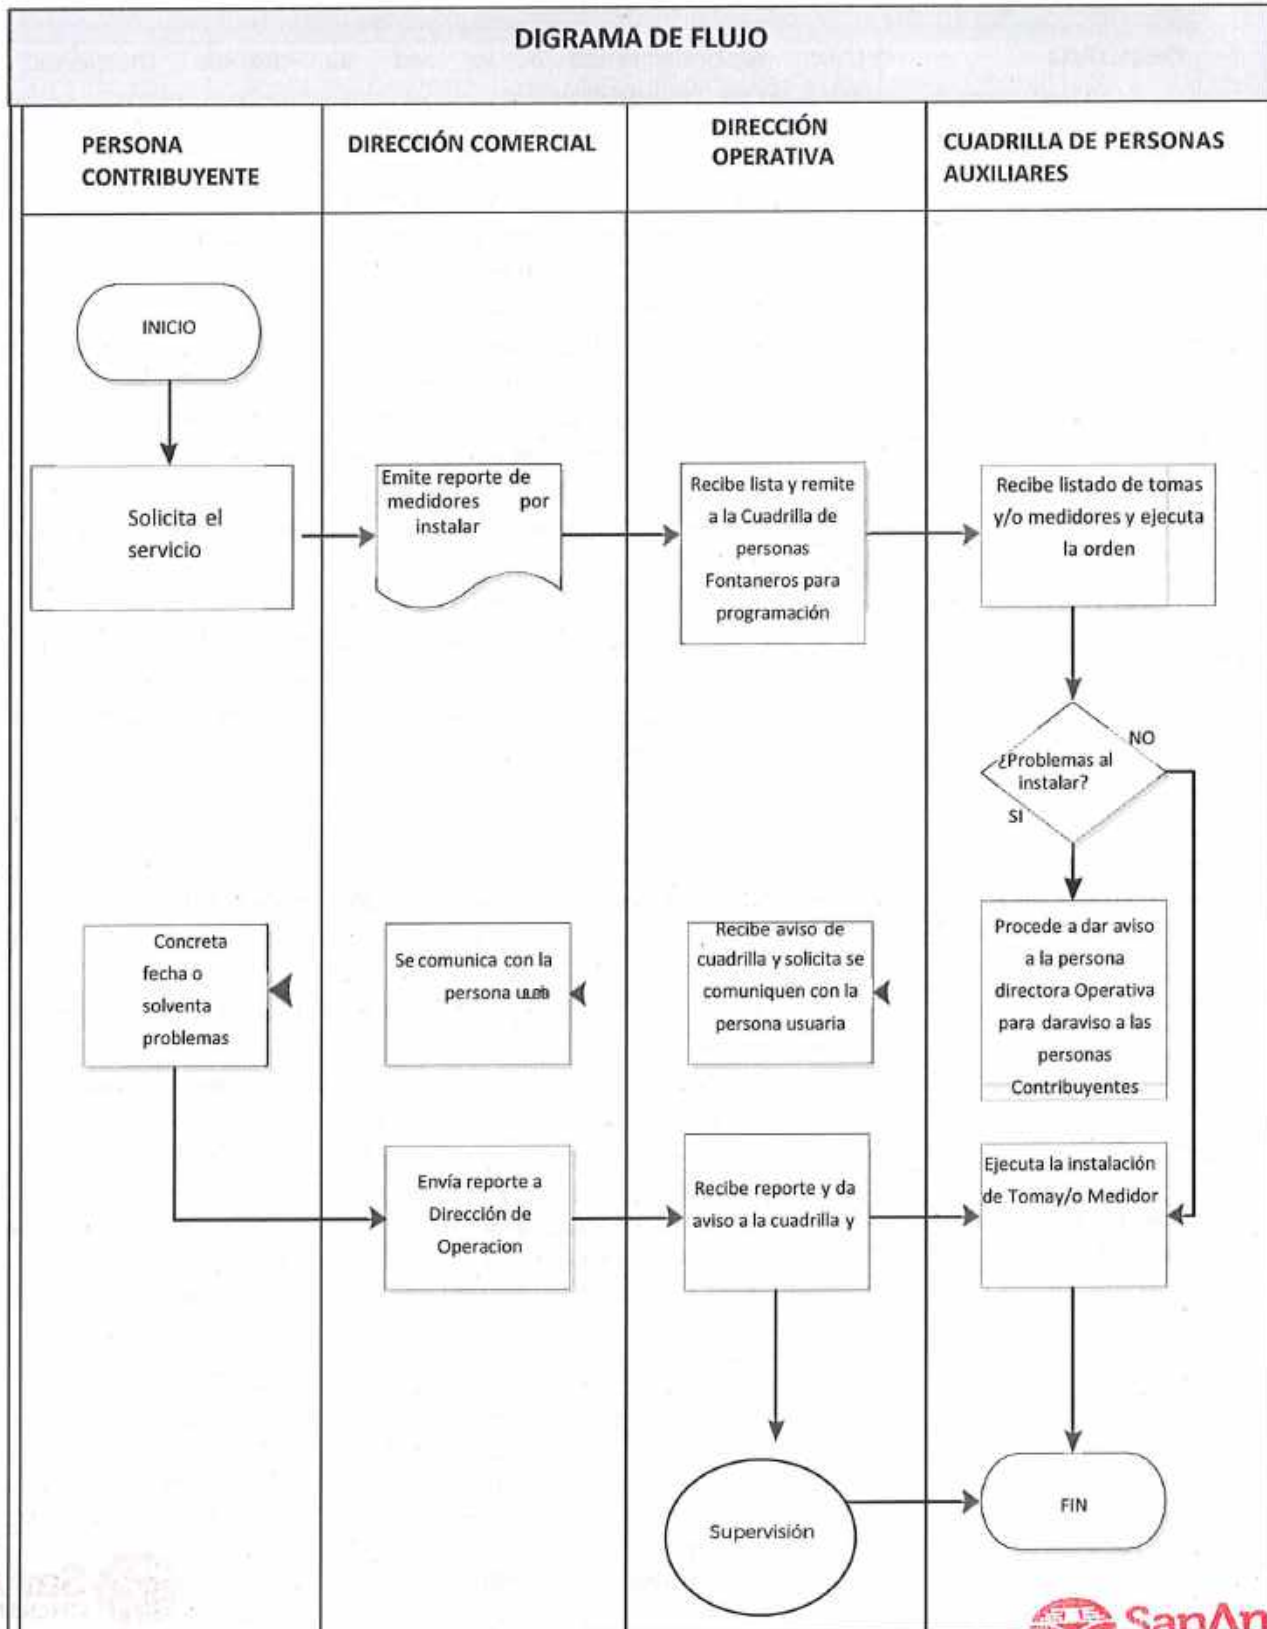 DIGRAMA DE FLUJO
PERSONA
CONTRIBUYENTE
DIRECCIÓN COMERCIAL
DIRECCIÓN
OPERATIVA
CUADRILLA DE PERSONAS
AUXILIARES
INICIO
Solicita el
servicio
Emite reporte de
medidores por
instalar
Recibe lista y remite
a la Cuadrilla de
personas
Fontaneros para
programación
Recibe listado de tomas
y/o medidores y ejecuta
la orden
NO
¿Problemas al
instalar?
SI
Concreta
fecha o
solventa
problemas
Se comunica con la
persona
Recibe aviso de
cuadrilla y solicita se
comuniquen con la
persona usuaria
Procede a dar aviso
a la persona
directora Operativa
para daraviso a las
personas
Contribuyentes
Envía reporte a
Dirección de
Operacion
Recibe reporte y da
aviso a la cuadrilla y
Ejecuta la instalación
de Tomay/o Medidor
Supervisión
FIN
SanAn